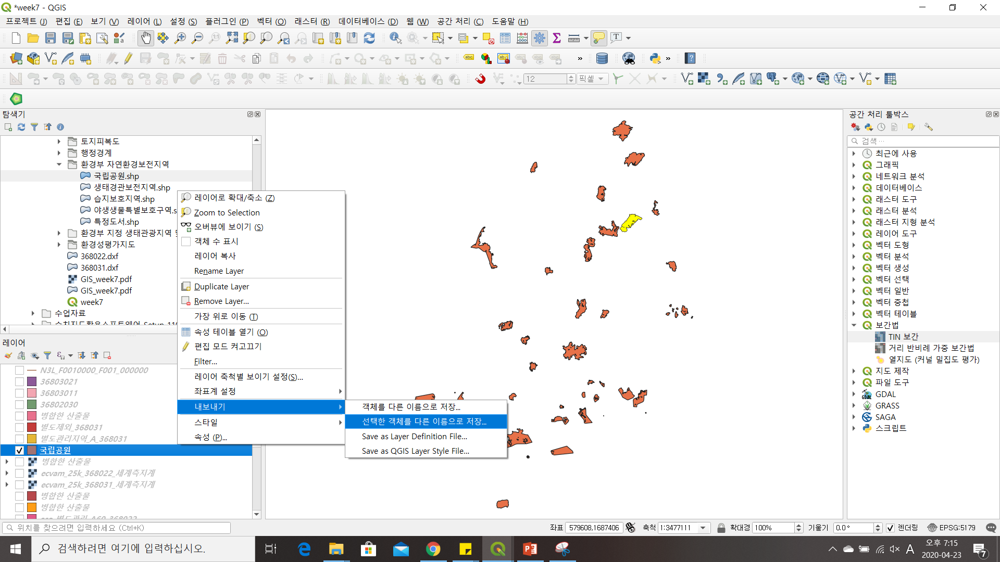 *week7 - QGIS
프로젝트 (J) 편집 (E) 보기 (V) 레이어 (L) 설정 (S) 플러그인 (P) 벡터 (O) 래스터 (R) 데이터베이스 (D) 웹 (W) 공간 처리 (C) 도움말 (H)
12 픽셀
탐색기
토지피복도
행정경계
환경부 자연환경보전지역
국립공원.shp
생태경관보전지역.shp
습지보호지역.shp
야생생물특별보호구역.s
특정도서.shp
환경부 지정 생태관광지역 및
환경성평가지도
368022.dxf
368031.dxf
GIS_week7.pdf
GIS_week7.pdf
week7
수업자료
레이어
N3L_F0010000_F001_000000
36803021
36803011
36802030
병합한 산출물
별도제외_368031
별도관리지역_A_368031
국립공원
병합한 산출물
ecvam_25k_368022_세계측지계
ecvam_25k_368031_세계측지계
병합한 산출물
병합한 산출물
레이어로 확대/축소 (Z)
Zoom to Selection
오버뷰에 보이기 (S)
객체 수 표시
레이어 복사
Rename Layer
Duplicate Layer
Remove Layer...
가장 위로 이동 (T)
속성 테이블 열기 (O)
편집 모드 켜고끄기
Filter...
레이어 축척별 보이기 설정(S)...
좌표계 설정
내보내기
스타일
속성 (P)...
객체를 다른 이름으로 저장...
선택한 객체를 다른 이름으로 저장...
Save as Layer Definition File...
Save as QGIS Layer Style File...
공간 처리 툴박스
검색...
최근에 사용
그래픽
네트워크 분석
데이터베이스
래스터 도구
래스터 분석
래스터 지형 분석
레이어 도구
벡터 도형
벡터 분석
벡터 생성
벡터 선택
벡터 일반
벡터 중첩
벡터 테이블
보간법
TIN 보간
거리 반비례 가중 보간법
열지도 (커널 밀집도 평가)
지도 제작
파일 도구
GDAL
GRASS
SAGA
스크립트
위치를 찾으려면 입력하세요 (Ctrl+K)
좌표 579608,1687406 축척 1:3477111 확대경 100% 기울기 0.0 ° 렌더링 EPSG:5179
검색하려면 여기에 입력하십시오.
A
오후 7:15
2020-04-23
7